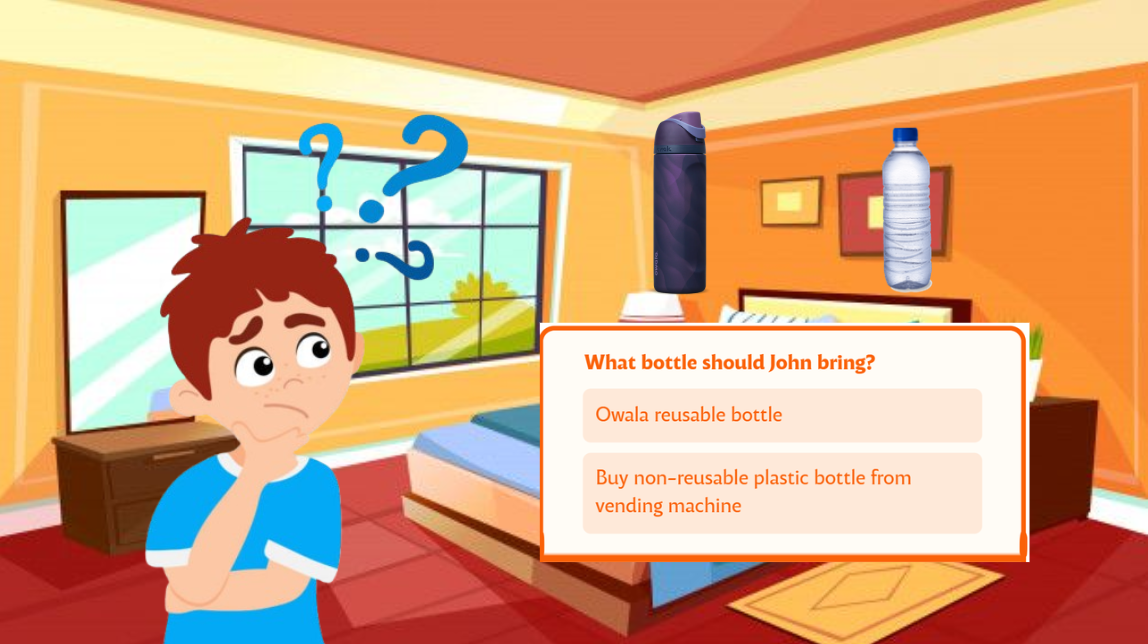 ? ? ?
What bottle should John bring?
Owala reusable bottle
Buy non-reusable plastic bottle from
vending machine